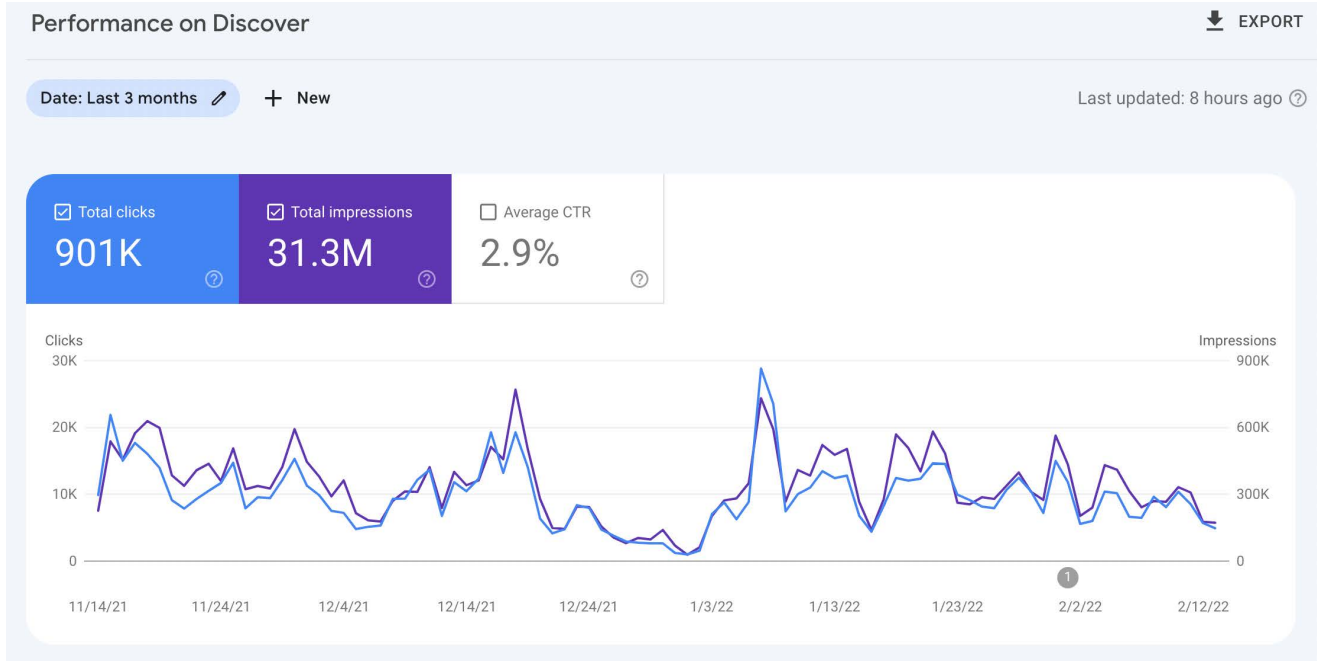 Performance on Discover
EXPORT
Date: Last 3 months
New
Last updated: 8 hours ago
Total clicks
901K
Total impressions
31.3M
Average CTR
2.9%
Clicks
Impressions
30K
900K
20K
600K
10K
300K
0
0
1
11/14/21
11/24/21
12/4/21
12/14/21
12/24/21
1/3/22
1/13/22
1/23/22
2/2/22
2/12/22